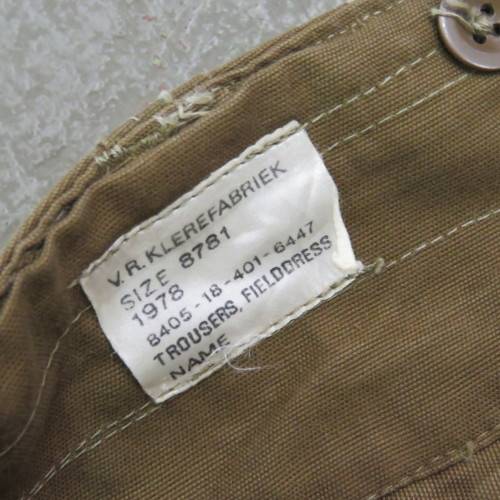 V.R. KLEREFABRIEK
SIZE 8781
1978
8405-18-401-6447
TROUSERS, FIELDDRESS
NAME